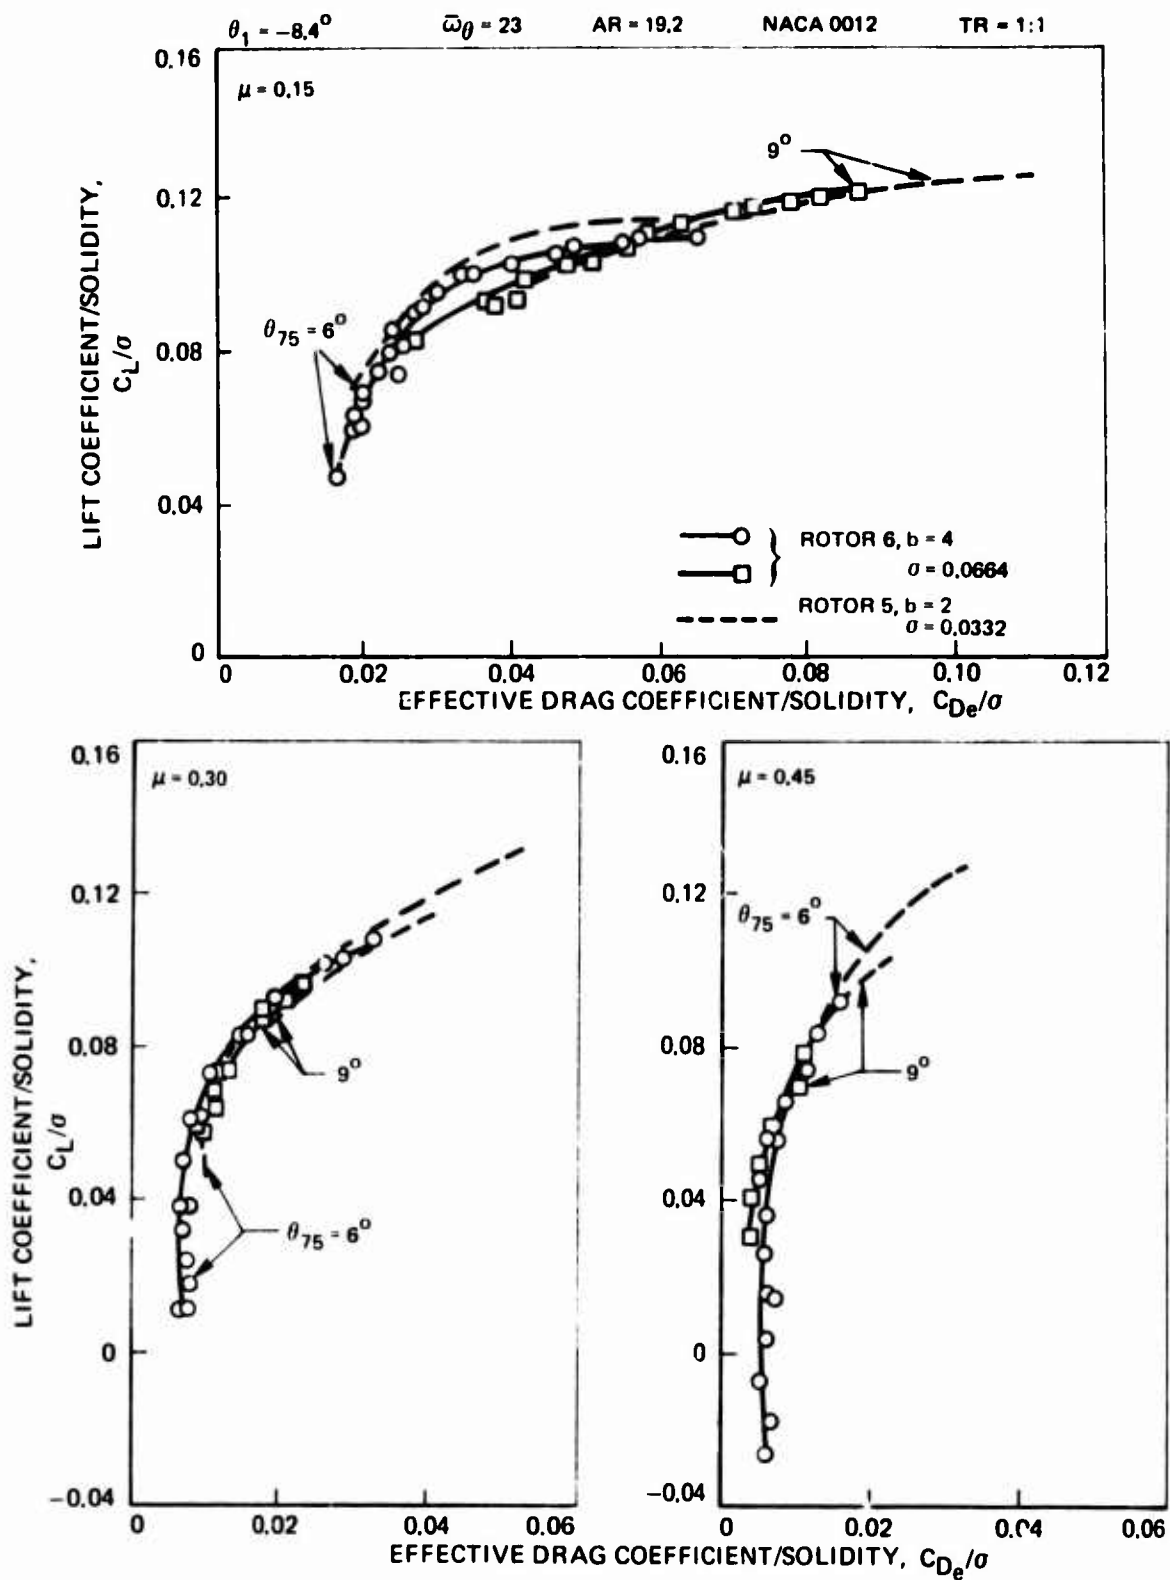 θ1 = −8.4° ω̄θ = 23 AR = 19.2 NACA 0012 TR = 1:1
0.16
μ = 0.15
9°
0.12
θ75 = 6°
0.08
0.04
0
LIFT COEFFICIENT/SOLIDITY,
CL/σ
ROTOR 6, b = 4
σ = 0.0664
ROTOR 5, b = 2
σ = 0.0332
0 0.02 0.04 0.06 0.08 0.10 0.12
EFFECTIVE DRAG COEFFICIENT/SOLIDITY, CDe/σ
0.16
μ = 0.30
0.12
0.08
9°
0.04
θ75 = 6°
0
−0.04
LIFT COEFFICIENT/SOLIDITY,
CL/σ
0 0.02 0.04 0.06
0.16
μ = 0.45
0.12
θ75 = 6°
0.08
9°
0.04
0
−0.04
0 0.02 0.04 0.06
EFFECTIVE DRAG COEFFICIENT/SOLIDITY, CDe/σ